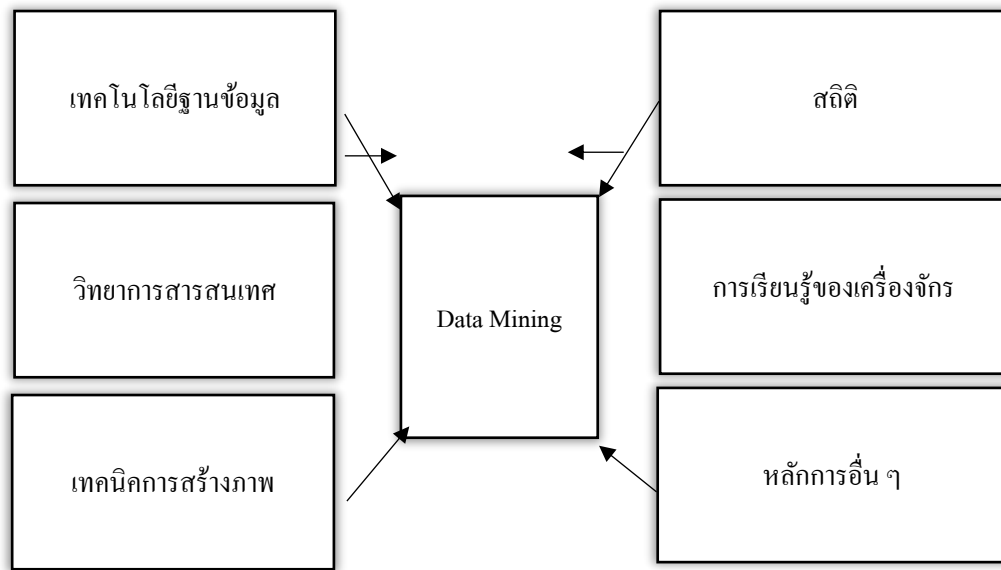 เทคโนโลยีฐานข้อมูล
สถิติ
วิทยาการสารสนเทศ
การเรียนรู้ของเครื่องจักร
Data Mining
เทคนิคการสร้างภาพ
หลักการอื่น ๆ